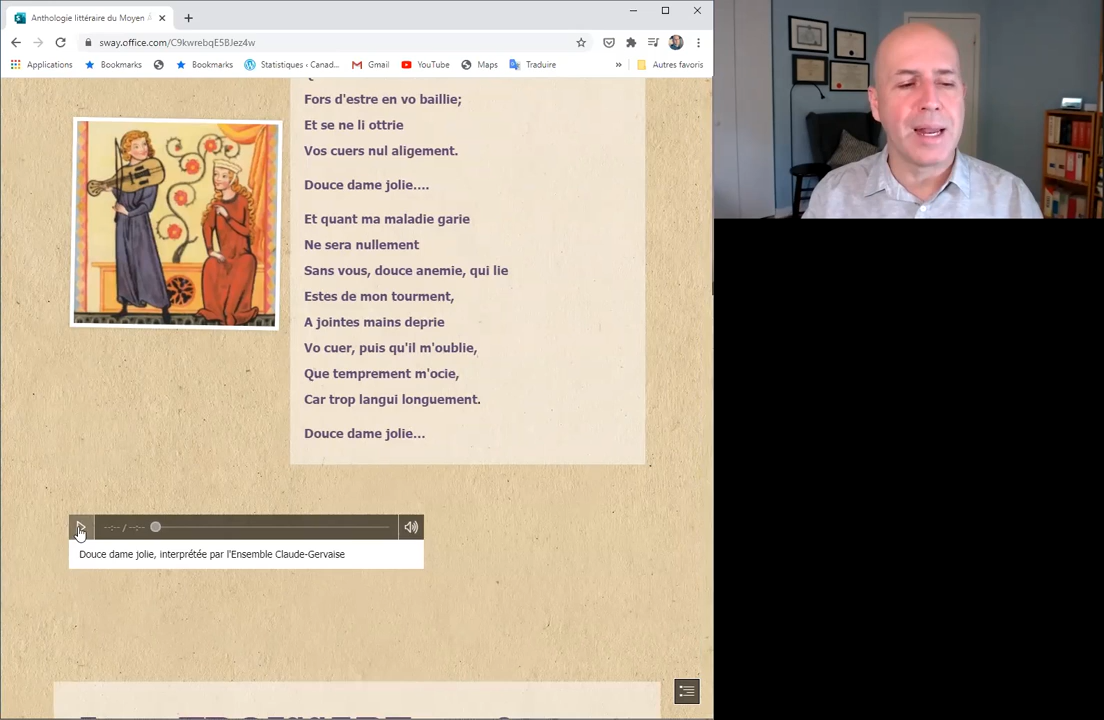 Anthologie littéraire du Moyen Â
sway.office.com/C9kwrebqE5BJez4w
Applications
Bookmarks
Bookmarks
Statistiques - Canad...
Gmail
YouTube
Maps
Traduire
»
Autres favoris
Fors d'estre en vo baillie;
Et se ne li ottrie
Vos cuers nul aligement.
Douce dame jolie....
Et quant ma maladie garie
Ne sera nullement
Sans vous, douce anemie, qui lie
Estes de mon tourment,
A jointes mains deprie
Vo cuer, puis qu'il m'oublie,
Que temprement m'ocie,
Car trop langui longuement.
Douce dame jolie...
--:-- / --:--
Douce dame jolie, interprétée par l'Ensemble Claude-Gervaise